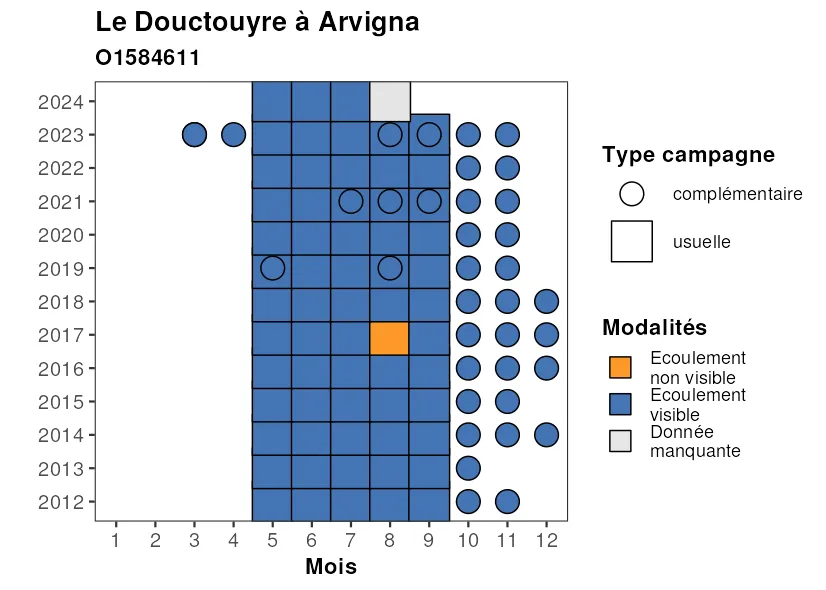 Le Douctouyre à Arvigna
O1584611
2024
2023
2022
2021
2020
2019
2018
2017
2016
2015
2014
2013
2012
1 2 3 4 5 6 7 8 9 10 11 12
Mois
Type campagne
complémentaire
usuelle
Modalités
Ecoulement
non visible
Ecoulement
visible
Donnée
manquante